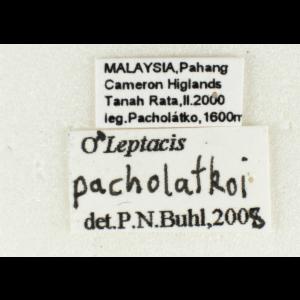 MALAYSIA,Pahang
Cameron Higlands
Tanah Rata,II.2000
leg.Pacholátko,1600m
♂ Leptacis
pacholatkoi
det.P.N.Buhl,2008